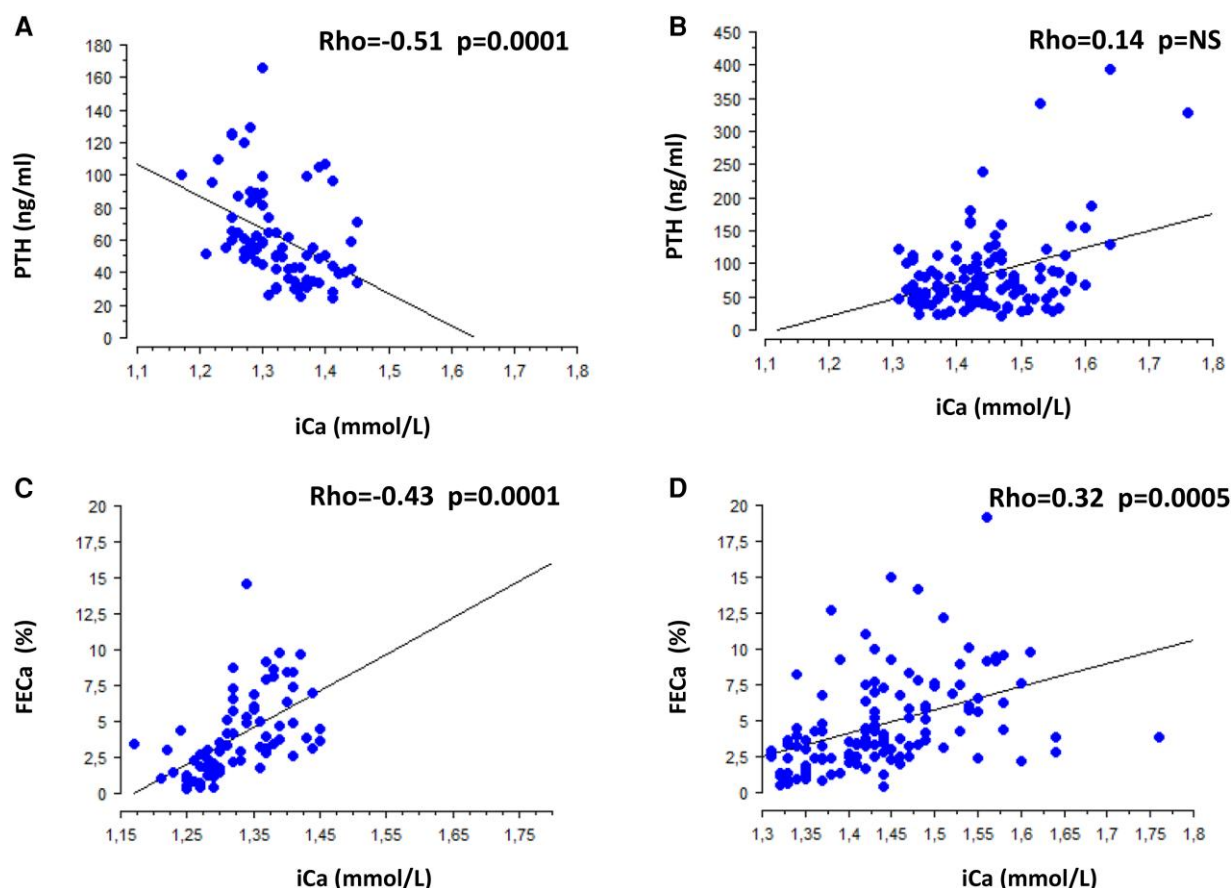 A
Rho=-0.51 p=0.0001
180
160
140
120
100
80
60
40
20
0
PTH (ng/ml)
1,1 1,2 1,3 1,4 1,5 1,6 1,7 1,8
iCa (mmol/L)
B
Rho=0.14 p=NS
450
400
350
300
250
200
150
100
50
0
PTH (ng/ml)
1,1 1,2 1,3 1,4 1,5 1,6 1,7 1,8
iCa (mmol/L)
C
Rho=-0.43 p=0.0001
20
17,5
15
12,5
10
7,5
5
2,5
0
FECa (%)
1,15 1,25 1,35 1,45 1,55 1,65 1,75
iCa (mmol/L)
D
Rho=0.32 p=0.0005
20
17,5
15
12,5
10
7,5
5
2,5
0
FECa (%)
1,3 1,35 1,4 1,45 1,5 1,55 1,6 1,65 1,7 1,75 1,8
iCa (mmol/L)